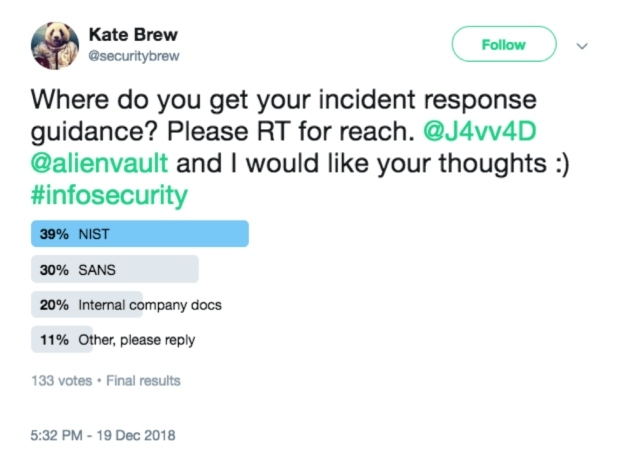 Kate Brew
@securitybrew
Follow
Where do you get your incident response
guidance? Please RT for reach. @J4vv4D
@alienvault and I would like your thoughts :)
#infosecurity
39% NIST
30% SANS
20% Internal company docs
11% Other, please reply
133 votes • Final results
5:32 PM - 19 Dec 2018